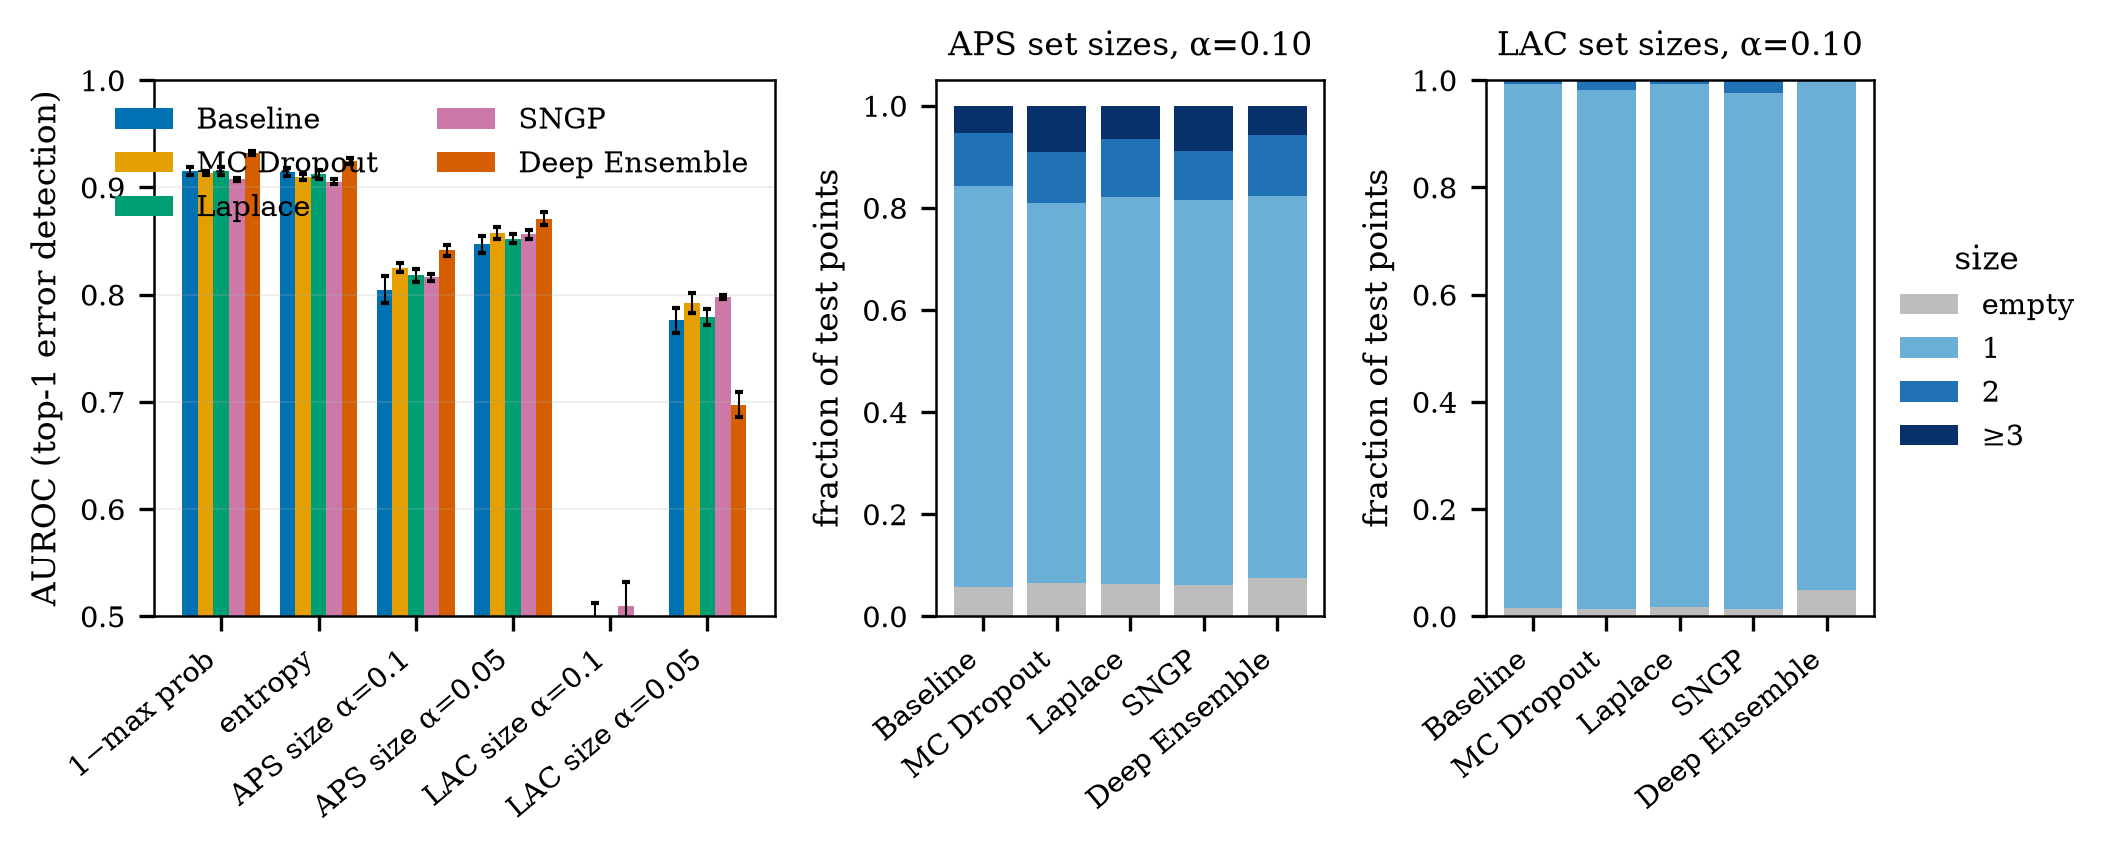 AUROC (top-1 error detection)
1.0
0.9
0.8
0.7
0.6
0.5
Baseline
MC Dropout
Laplace
SNGP
Deep Ensemble
1−max prob
entropy
APS size α=0.1
APS size α=0.05
LAC size α=0.1
LAC size α=0.05
APS set sizes, α=0.10
fraction of test points
1.0
0.8
0.6
0.4
0.2
0.0
Baseline
MC Dropout
Laplace
SNGP
Deep Ensemble
LAC set sizes, α=0.10
fraction of test points
1.0
0.8
0.6
0.4
0.2
0.0
Baseline
MC Dropout
Laplace
SNGP
Deep Ensemble
size
empty
1
2
≥3